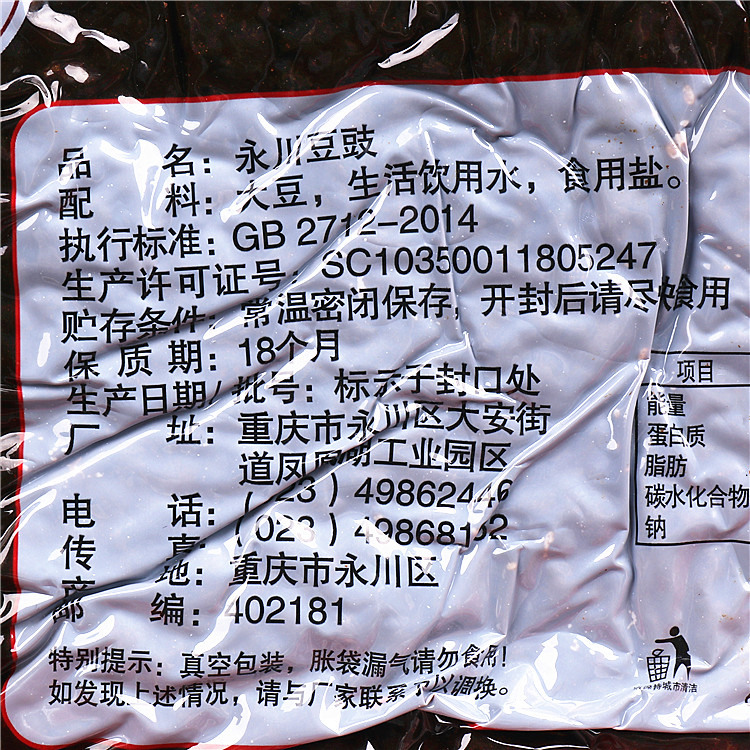 品名：永川豆豉
配料：大豆，生活饮用水，食用盐。
执行标准：GB 2712-2014
生产许可证号：SC10350011805247
贮存条件：常温密闭保存，开封后请尽快食用
保质期：18个月
生产日期/批号：标示于封口处
厂址：重庆市永川区大安街
道凤凰湖工业园区
电话：(023)49862446
传真：(023)498681
产地：重庆市永川区
邮编：402181
特别提示：真空包装，胀袋漏气请勿食用！
如发现上述情况，请与厂家联系予以调换。
项目
能量
蛋白质
脂肪
碳水化合物
钠
保持城市清洁